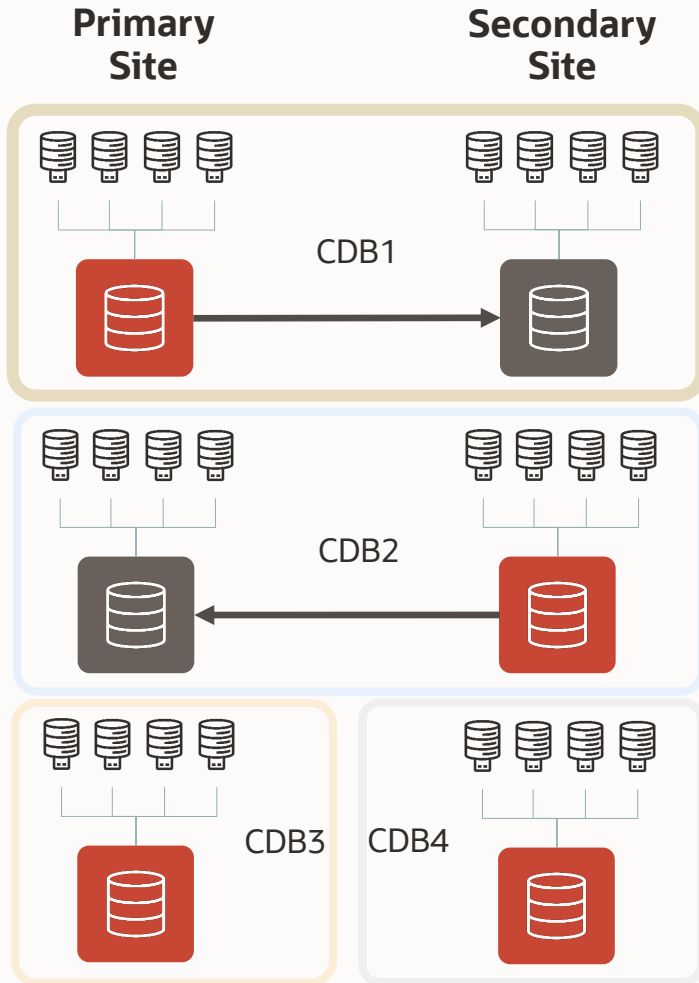 Primary
Site
Secondary
Site
CDB1
CDB2
CDB3
CDB4